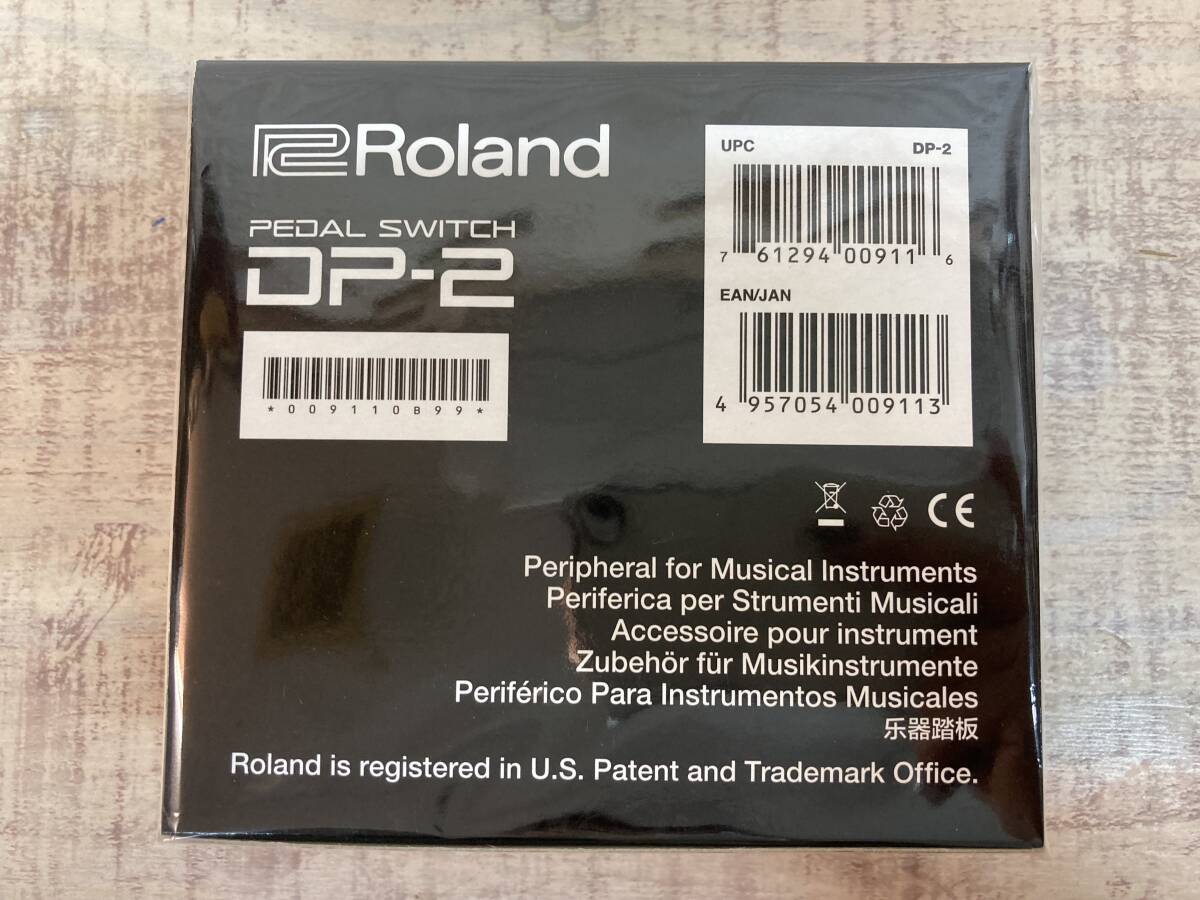 Roland
PEDAL SWITCH
DP-2
*009110B99*
UPC DP-2
7 61294 00911 6
EAN/JAN
4 957054 009113
CE
Peripheral for Musical Instruments
Periferica per Strumenti Musicali
Accessoire pour instrument
Zubehör für Musikinstrumente
Periférico Para Instrumentos Musicales
乐器踏板
Roland is registered in U.S. Patent and Trademark Office.